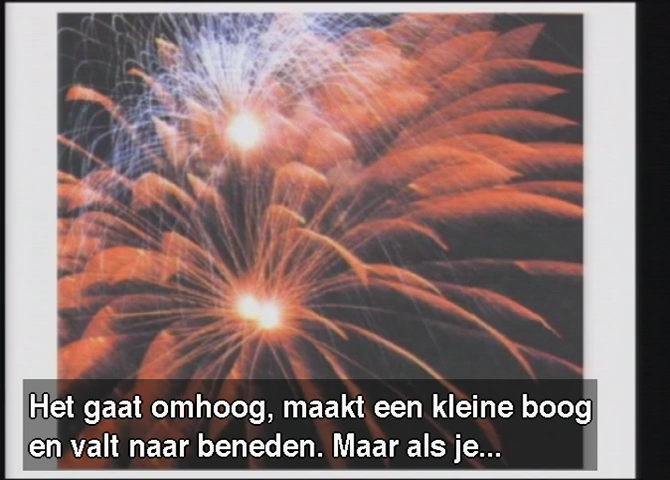 Het gaat omhoog, maakt een kleine boog
en valt naar beneden. Maar als je...